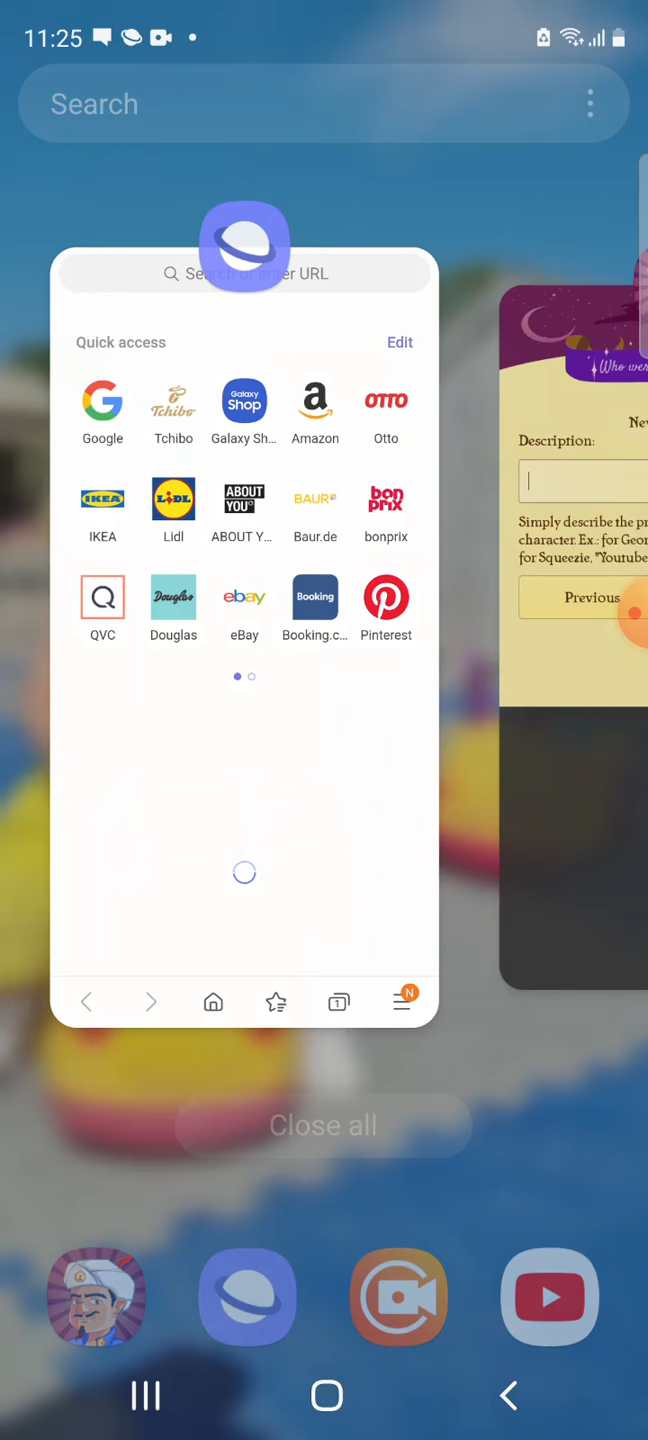 11:25
Search
Search or enter URL
Quick access
Edit
Google
Tchibo
Galaxy Sh...
Amazon
Otto
IKEA
Lidl
ABOUT Y...
Baur.de
bonprix
QVC
Douglas
eBay
Booking.c...
Pinterest
Tchibo
Galaxy
Shop
a
OTTO
IKEA
LiDL
ABOUT
YOU°
BAUR
bon
prix
Q
Douglas
ebay
Booking
1
N
Who wer
Ne
Description:
Simply describe the pr
character. Ex.: for Geor
for Squeezie, "Youtube
Previous
Close all